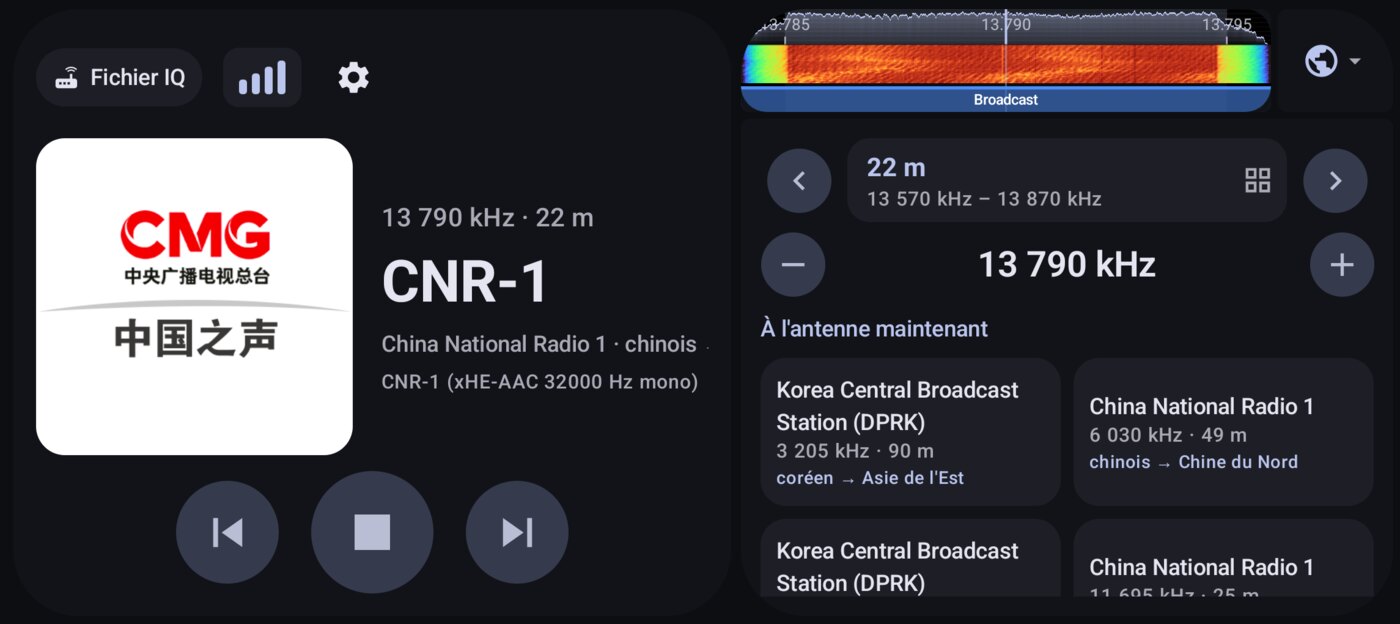 Fichier IQ
CMG
中央广播电视总台
中国之声
13 790 kHz · 22 m
CNR-1
China National Radio 1 · chinois ·
CNR-1 (xHE-AAC 32000 Hz mono)
13.785
13.790
13.795
Broadcast
22 m
13 570 kHz – 13 870 kHz
13 790 kHz
À l'antenne maintenant
Korea Central Broadcast
Station (DPRK)
3 205 kHz · 90 m
coréen → Asie de l'Est
China National Radio 1
6 030 kHz · 49 m
chinois → Chine du Nord
Korea Central Broadcast
Station (DPRK)
China National Radio 1
11 695 kHz · 25 m